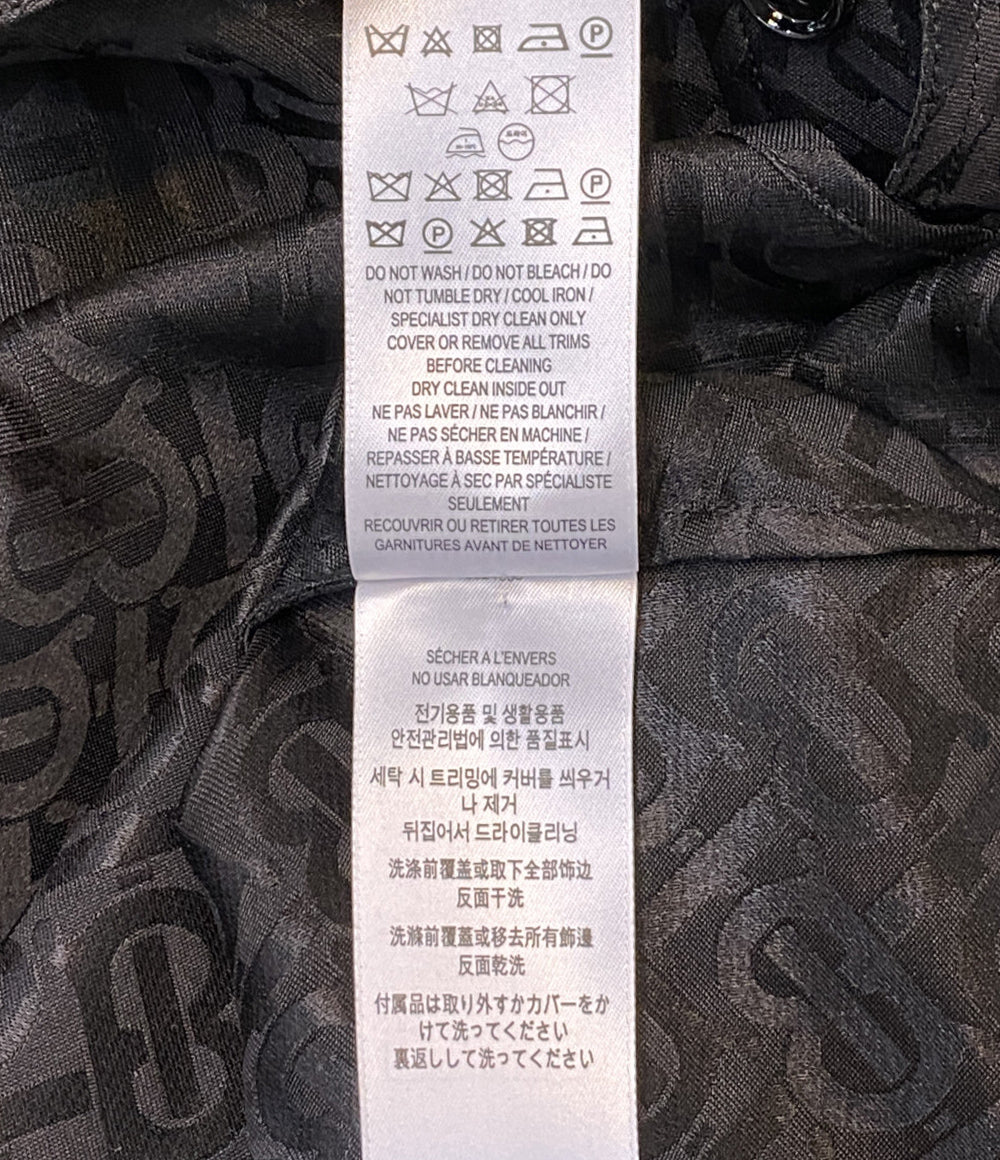 P
P
P
DO NOT WASH / DO NOT BLEACH / DO
NOT TUMBLE DRY / COOL IRON /
SPECIALIST DRY CLEAN ONLY
COVER OR REMOVE ALL TRIMS
BEFORE CLEANING
DRY CLEAN INSIDE OUT
NE PAS LAVER / NE PAS BLANCHIR /
NE PAS SÉCHER EN MACHINE /
REPASSER À BASSE TEMPÉRATURE /
NETTOYAGE À SEC PAR SPÉCIALISTE
SEULEMENT
RECOUVRIR OU RETIRER TOUTES LES
GARNITURES AVANT DE NETTOYER
SÉCHER A L'ENVERS
NO USAR BLANQUEADOR
전기용품 및 생활용품
안전관리법에 의한 품질표시
세탁 시 트리밍에 커버를 씌우거
나 제거
뒤집어서 드라이클리닝
洗涤前覆盖或取下全部饰边
反面干洗
洗滌前覆蓋或移去所有飾邊
反面乾洗
付属品は取り外すかカバーをか
けて洗ってください
裏返しして洗ってください